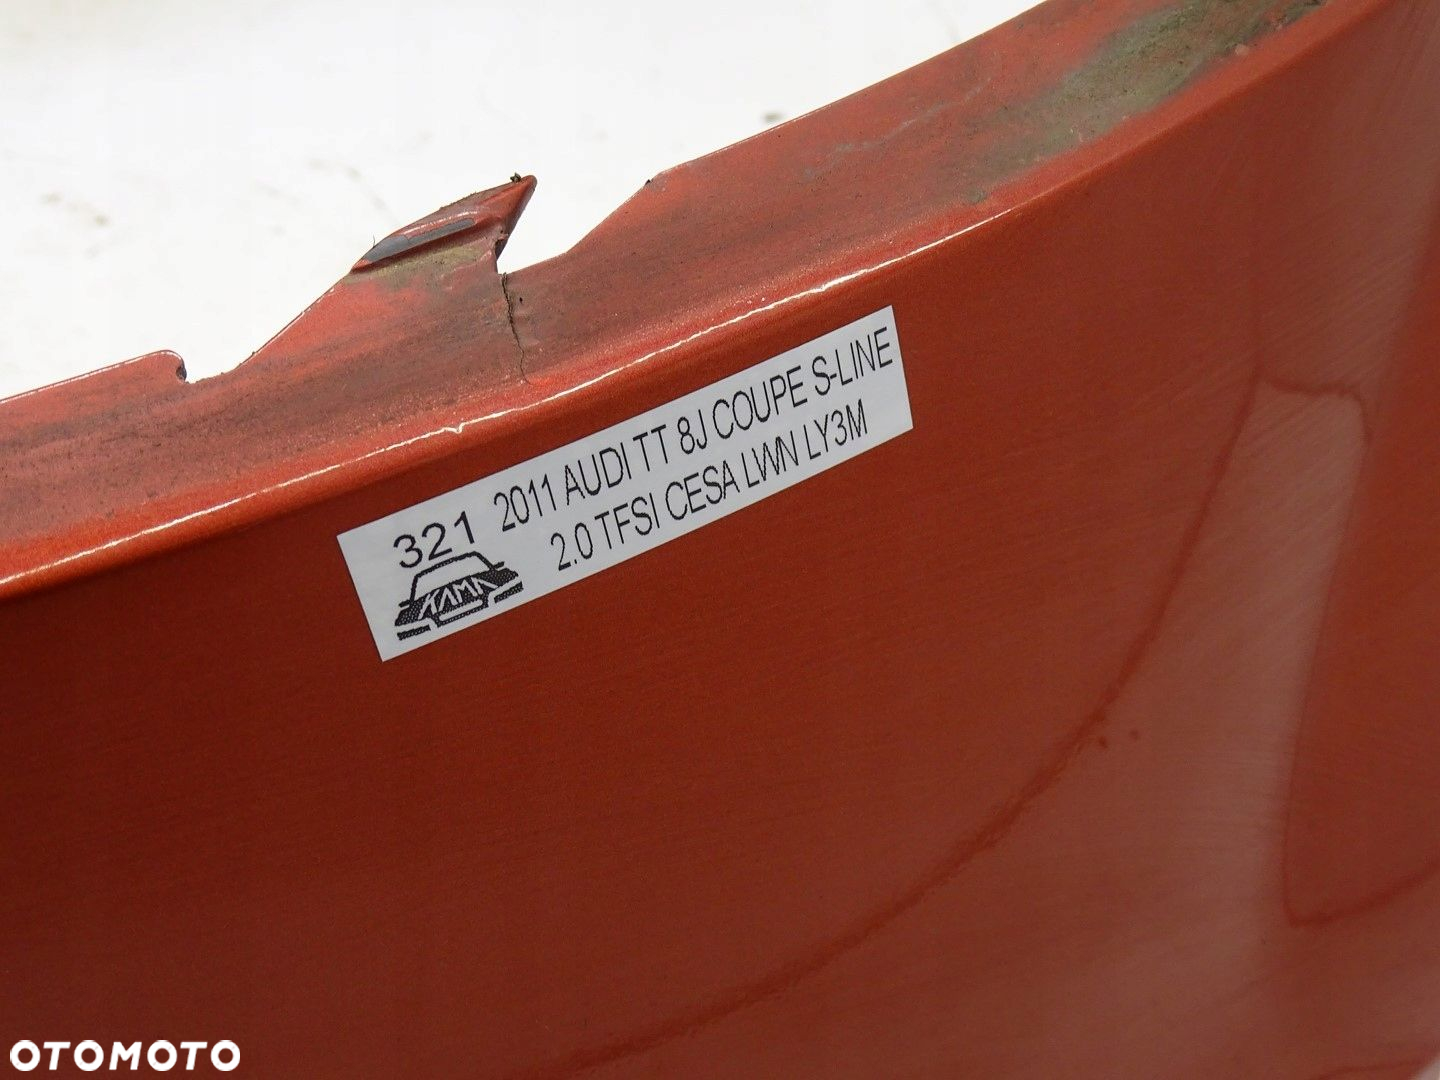 321 2011 AUDI TT 8J COUPE S-LINE
2.0 TFSI CESA LWN LY3M
KAMA
OTOMOTO